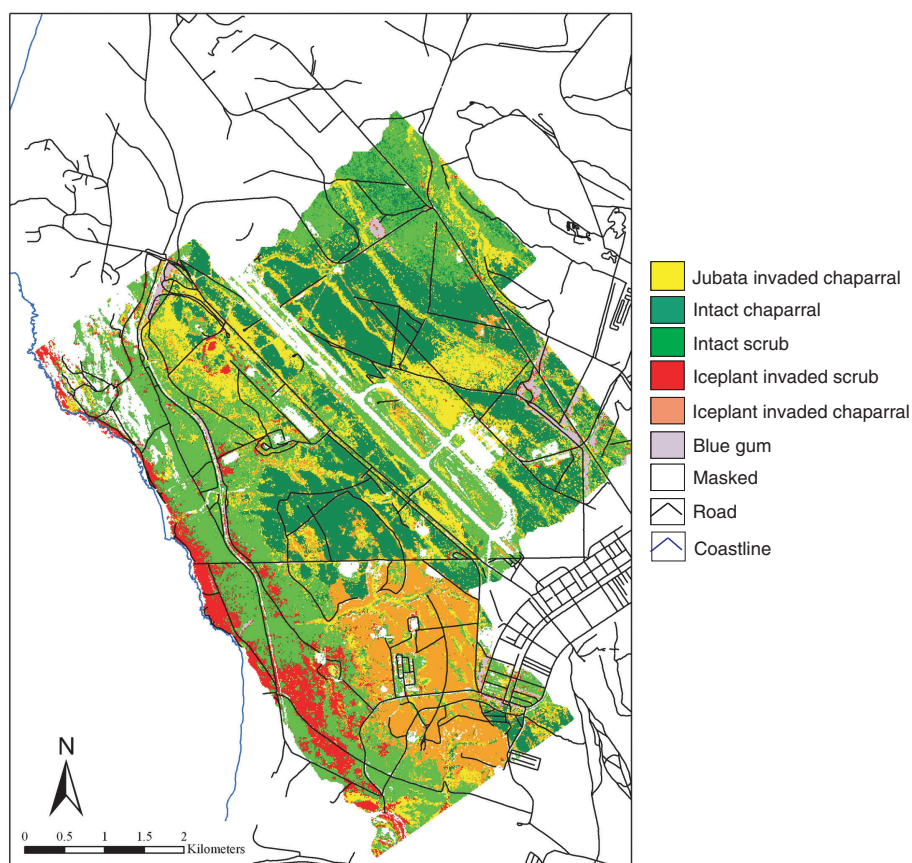 Jubata invaded chaparral
Intact chaparral
Intact scrub
Iceplant invaded scrub
Iceplant invaded chaparral
Blue gum
Masked
Road
Coastline
N
0 0.5 1 1.5 2
Kilometers